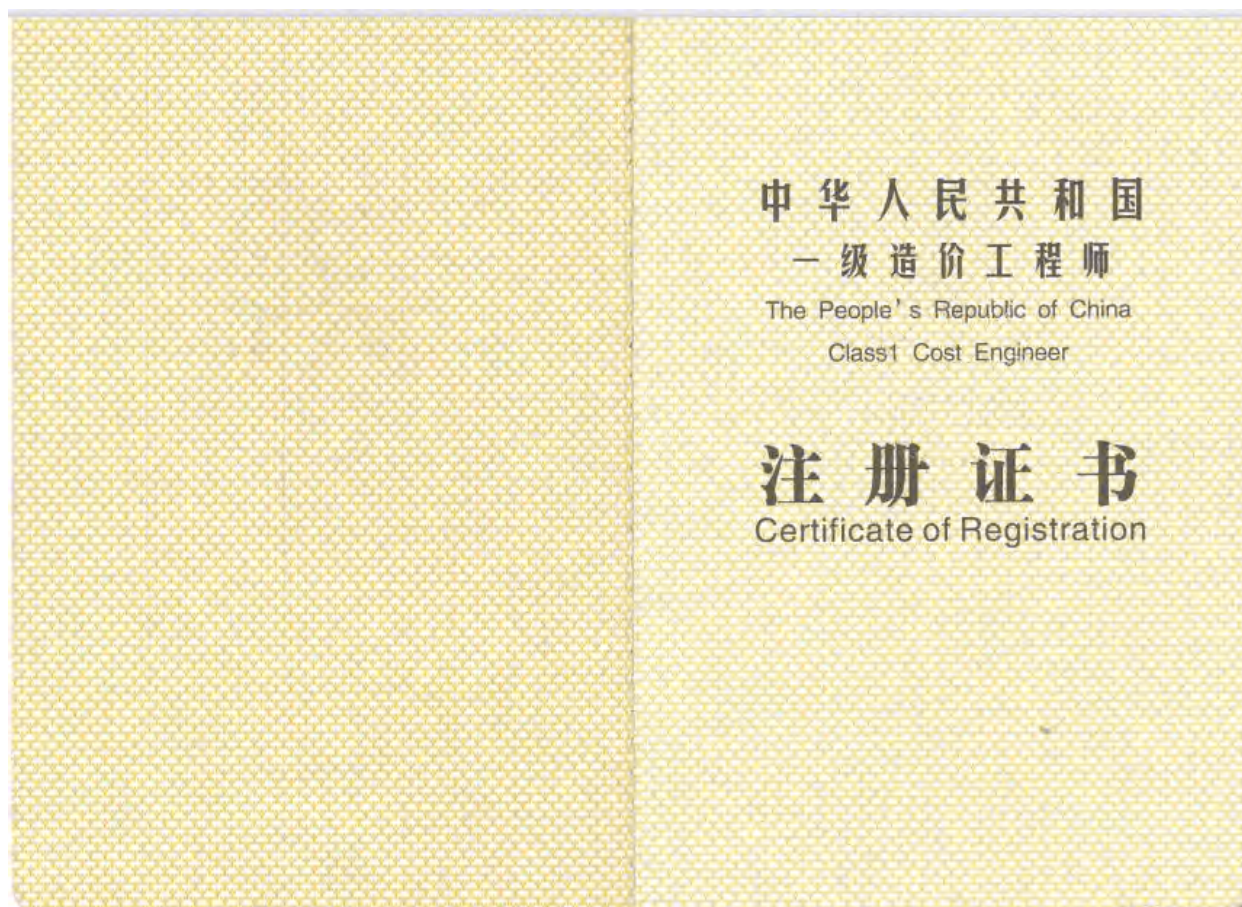 中华人民共和国
一级造价工程师
The People's Republic of China
Class1 Cost Engineer
注册证书
Certificate of Registration